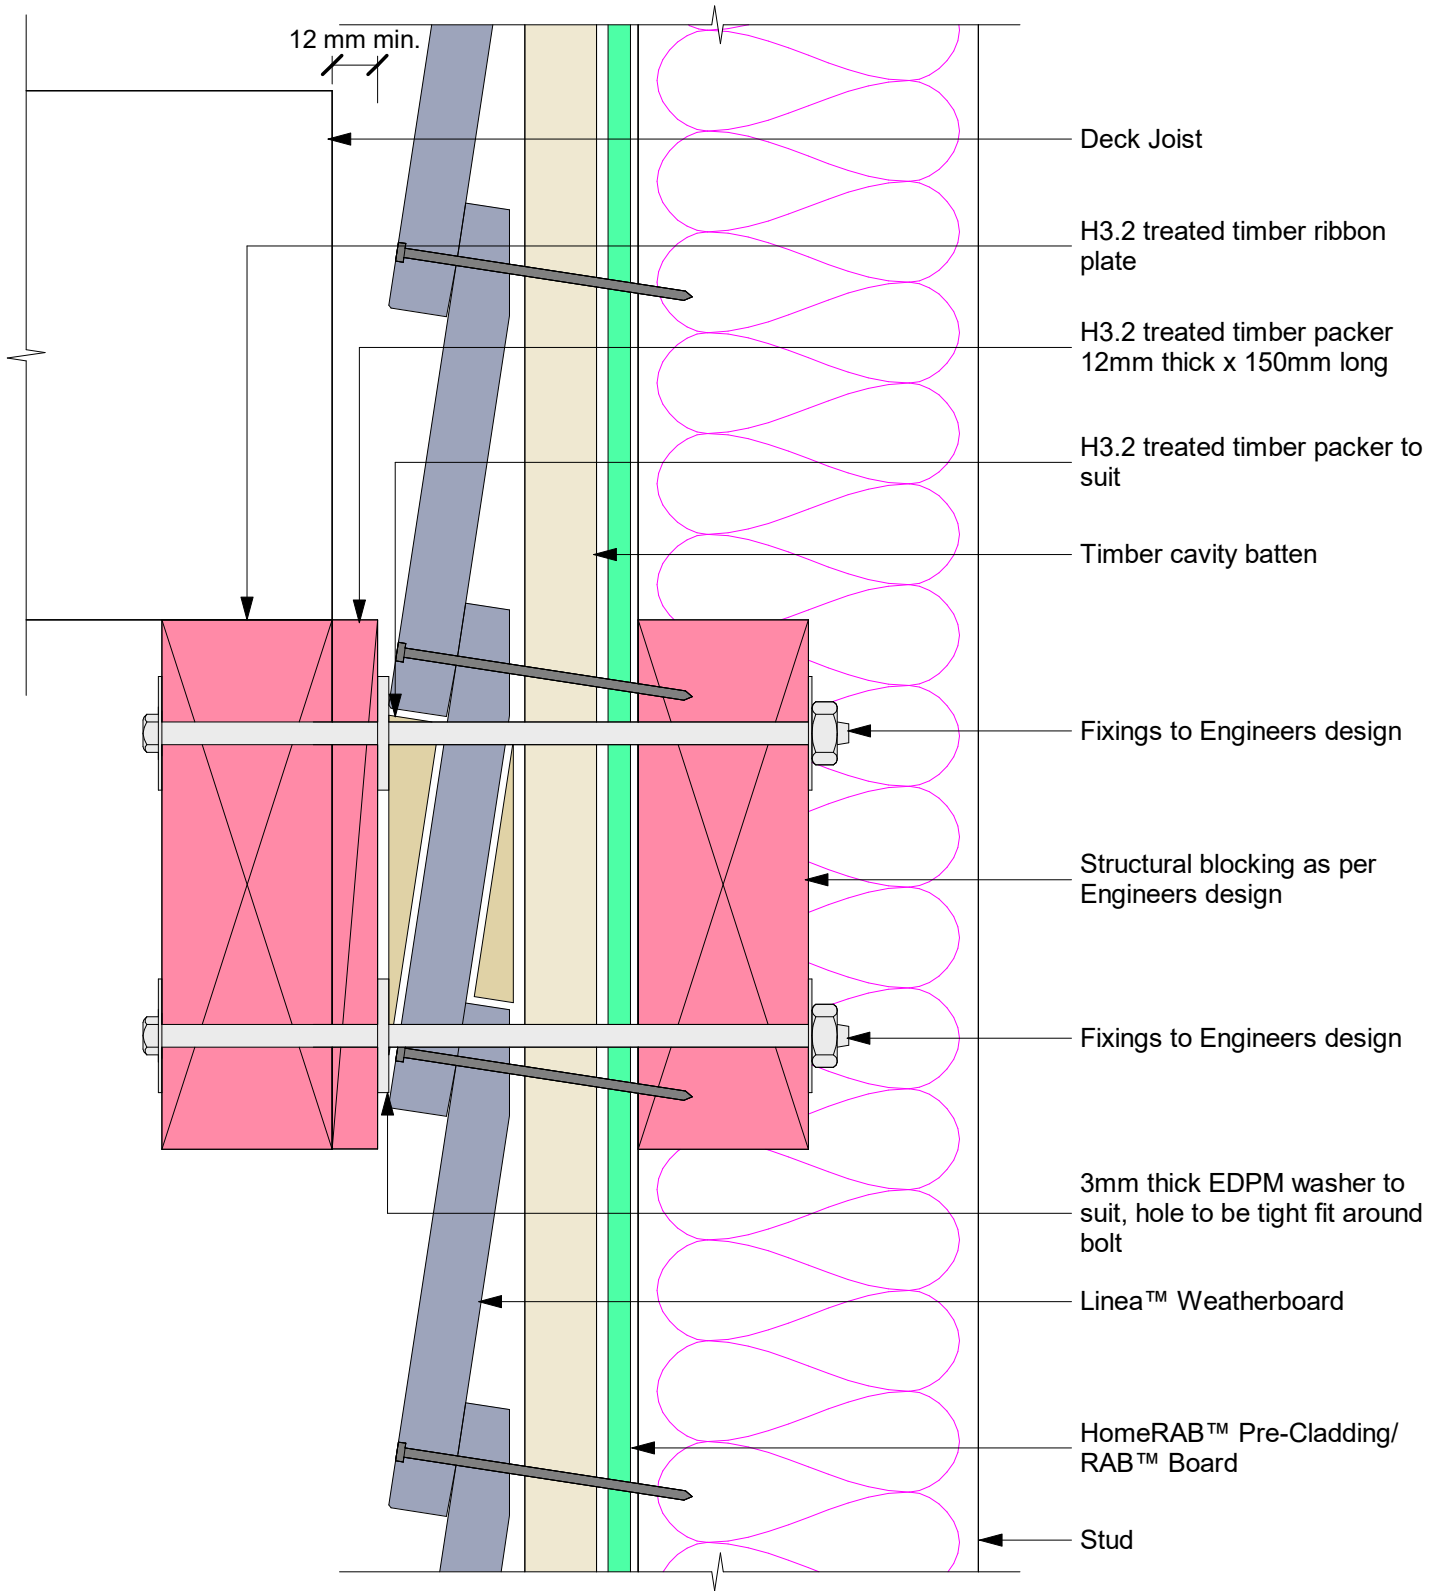 12 mm min.
Deck Joist
H3.2 treated timber ribbon
plate
H3.2 treated timber packer
12mm thick x 150mm long
H3.2 treated timber packer to
suit
Timber cavity batten
Fixings to Engineers design
Structural blocking as per
Engineers design
Fixings to Engineers design
3mm thick EDPM washer to
suit, hole to be tight fit around
bolt
Linea™ Weatherboard
HomeRAB™ Pre-Cladding/
RAB™ Board
Stud